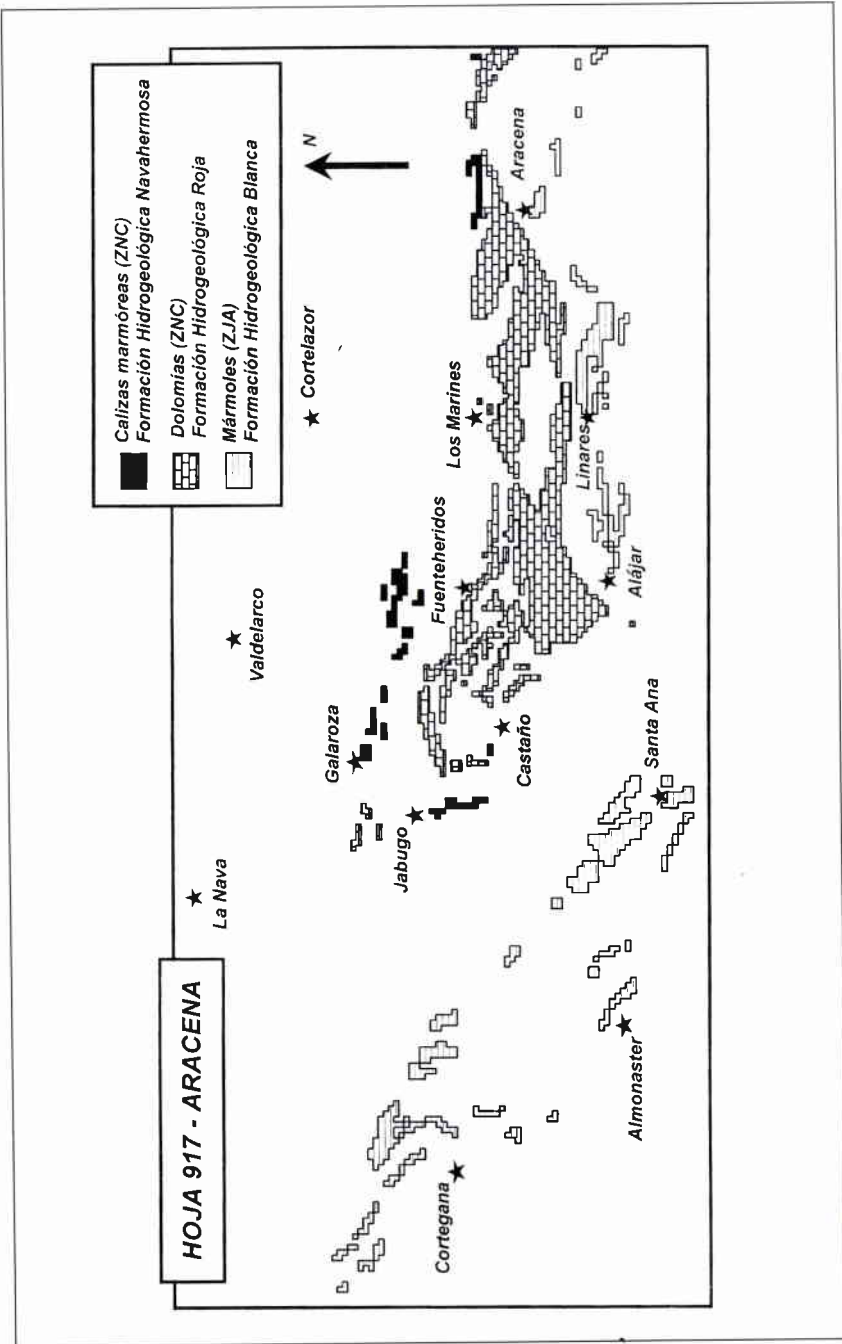 HOJA 917 - ARACENA
Calizas marmóreas (ZNC)
Formación Hidrogeológica Navahermosa
Dolomías (ZNC)
Formación Hidrogeológica Roja
Mármoles (ZJA)
Formación Hidrogeológica Blanca
N
La Nava
Valdelarco
Cortelazor
Galaroza
Jabugo
Fuenteheridos
Los Marines
Aracena
Castaño
Cortegana
Linares
Alájar
Santa Ana
Almonaster